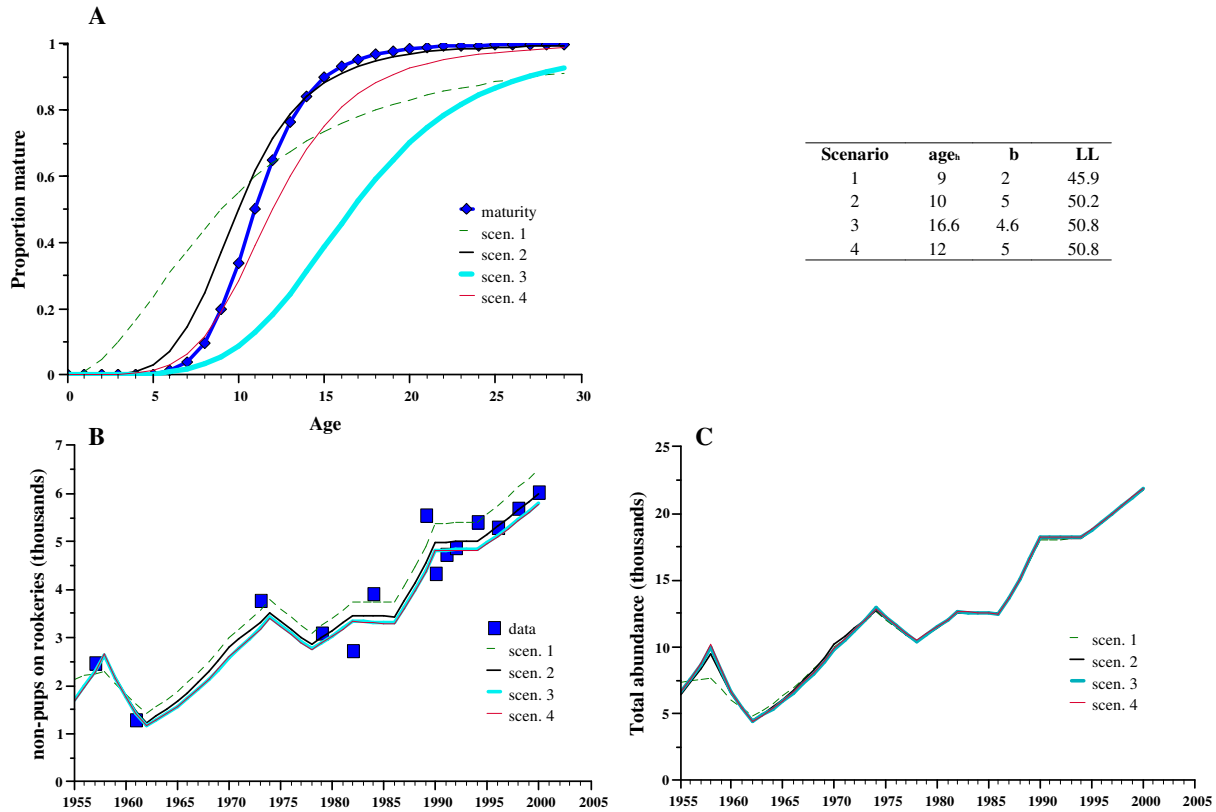 A
1
0.8
0.6
0.4
0.2
0
Proportion mature
maturity
scen. 1
scen. 2
scen. 3
scen. 4
0 5 10 15 20 25 30
Age
Scenario ageₕ b LL
1 9 2 45.9
2 10 5 50.2
3 16.6 4.6 50.8
4 12 5 50.8
B
7
6
5
4
3
2
1
0
non-pups on rookeries (thousands)
data
scen. 1
scen. 2
scen. 3
scen. 4
1955 1960 1965 1970 1975 1980 1985 1990 1995 2000 2005
C
25
20
15
10
5
0
Total abundance (thousands)
scen. 1
scen. 2
scen. 3
scen. 4
1955 1960 1965 1970 1975 1980 1985 1990 1995 2000 2005